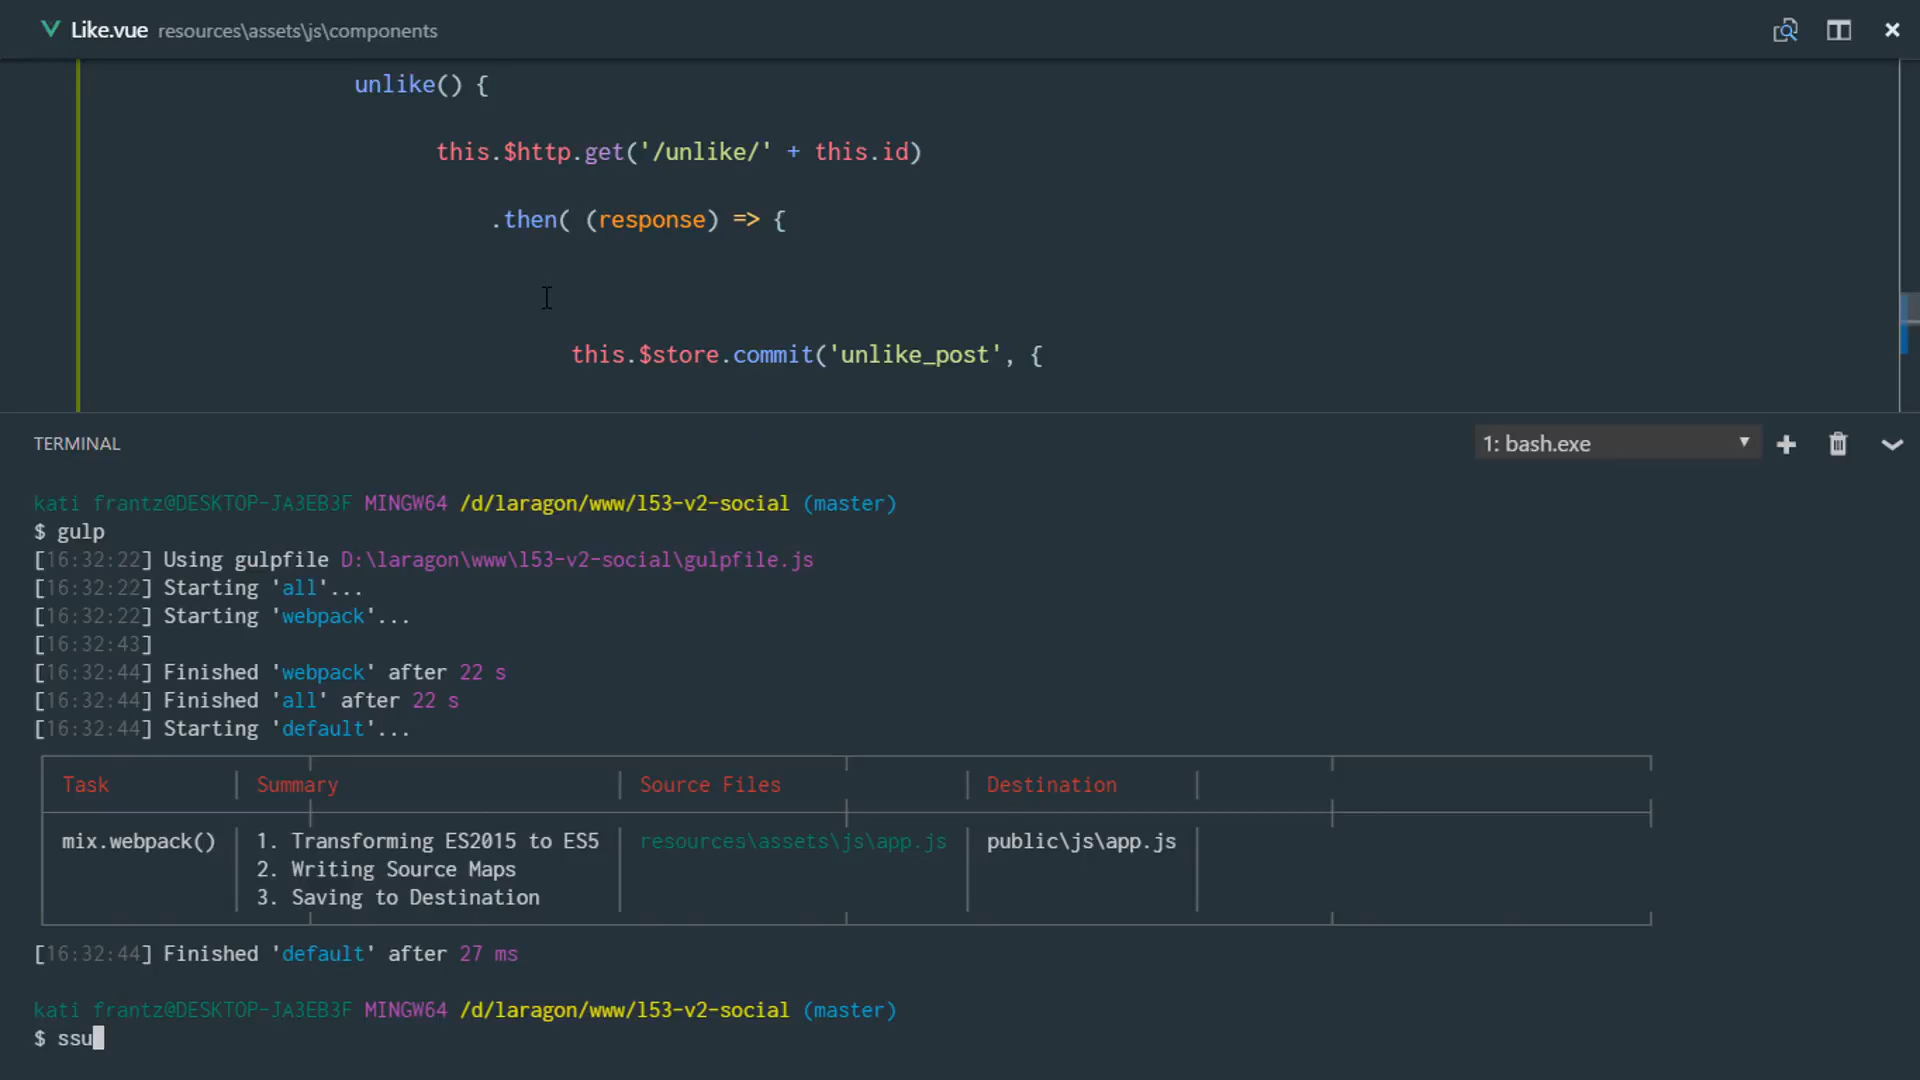 Like.vue resources\assets\js\components
unlike() {
this.$http.get('/unlike/' + this.id)
.then( (response) => {
this.$store.commit('unlike_post', {
TERMINAL
1: bash.exe
kati frantz@DESKTOP-JA3EB3F MINGW64 /d/laragon/www/l53-v2-social (master)
$ gulp
[16:32:22] Using gulpfile D:\laragon\www\l53-v2-social\gulpfile.js
[16:32:22] Starting 'all'...
[16:32:22] Starting 'webpack'...
[16:32:43]
[16:32:44] Finished 'webpack' after 22 s
[16:32:44] Finished 'all' after 22 s
[16:32:44] Starting 'default'...
Task Summary Source Files Destination
mix.webpack() 1. Transforming ES2015 to ES5 resources\assets\js\app.js public\js\app.js
2. Writing Source Maps
3. Saving to Destination
[16:32:44] Finished 'default' after 27 ms
kati frantz@DESKTOP-JA3EB3F MINGW64 /d/laragon/www/l53-v2-social (master)
$ ssu